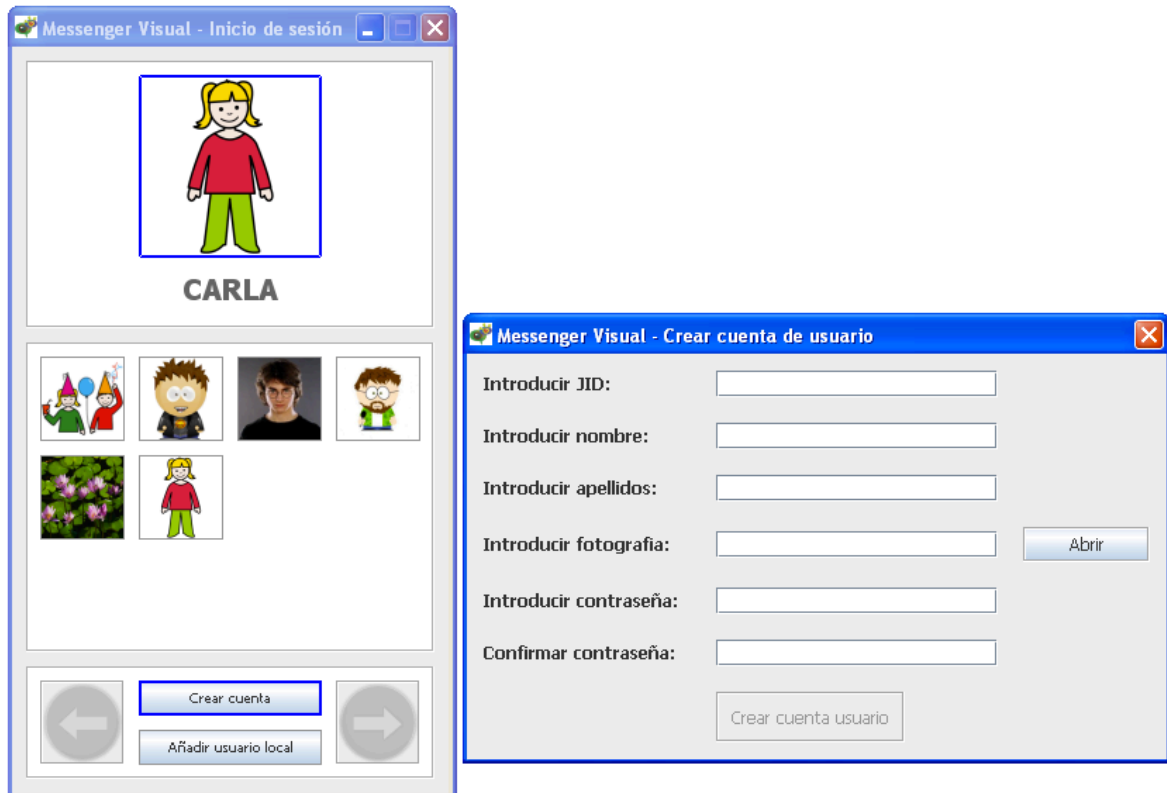 Messenger Visual - Inicio de sesión
CARLA
Crear cuenta
Añadir usuario local
Messenger Visual - Crear cuenta de usuario
Introducir JID:
Introducir nombre:
Introducir apellidos:
Introducir fotografia:
Abrir
Introducir contraseña:
Confirmar contraseña:
Crear cuenta usuario